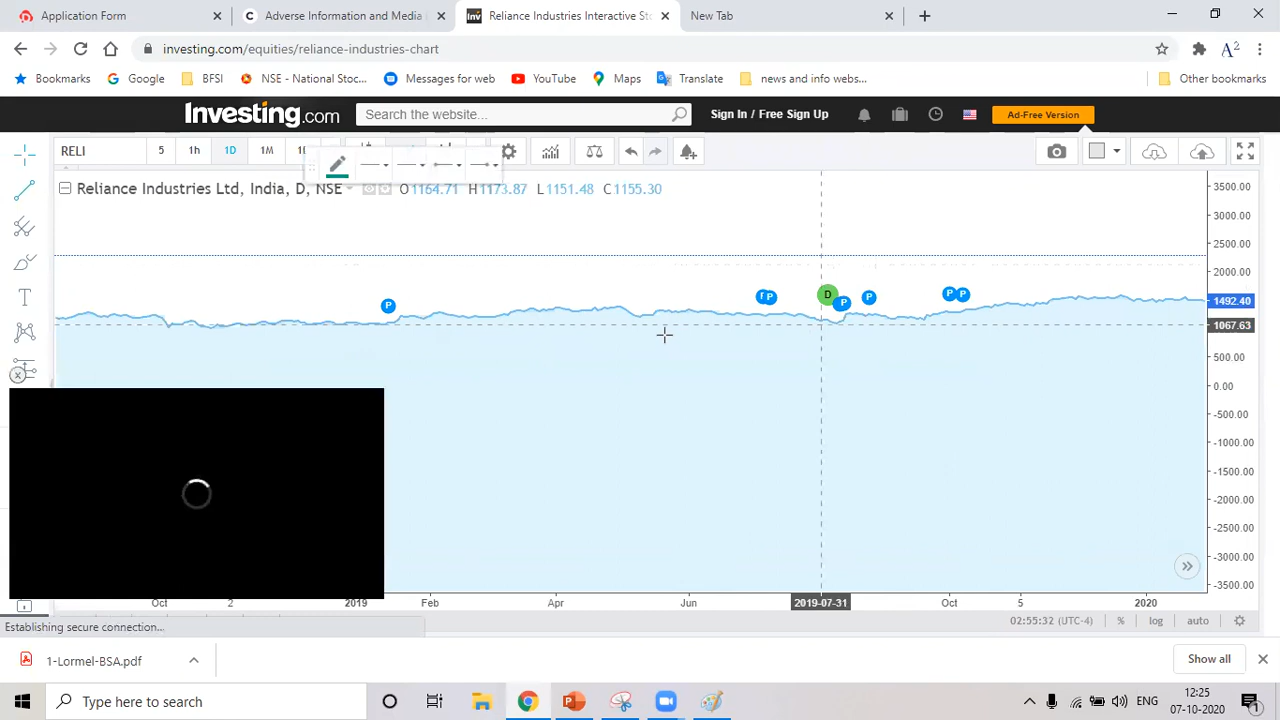 Application Form
Adverse Information and Media
Reliance Industries Interactive Sto
New Tab
investing.com/equities/reliance-industries-chart
Bookmarks
Google
BFSI
NSE - National Stoc...
Messages for web
YouTube
Maps
Translate
news and info webs...
Other bookmarks
Investing.com
Search the website...
Sign In / Free Sign Up
Ad-Free Version
RELI
5
1h
1D
1M
Reliance Industries Ltd, India, D, NSE
O1164.71
H1173.87
L1151.48
C1155.30
3500.00
3000.00
2500.00
2000.00
1492.40
1067.63
500.00
0.00
-500.00
-1000.00
-1500.00
-2000.00
-2500.00
-3000.00
-3500.00
P
P
D
P
P
P
P
Oct
2
2019
Feb
Apr
Jun
2019-07-31
Oct
5
2020
02:55:32 (UTC-4)
%
log
auto
Establishing secure connection...
1-Lormel-BSA.pdf
Show all
Type here to search
ENG
12:25
07-10-2020